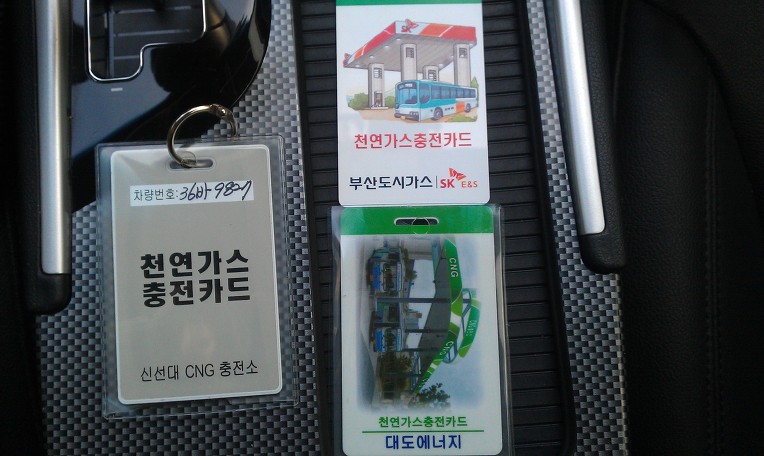 차량번호: 36바 9827
천연가스
충전카드
신선대 CNG 충전소
SK
천연가스충전카드
부산도시가스 | SK E&S
CNG
천연가스충전카드
대도에너지